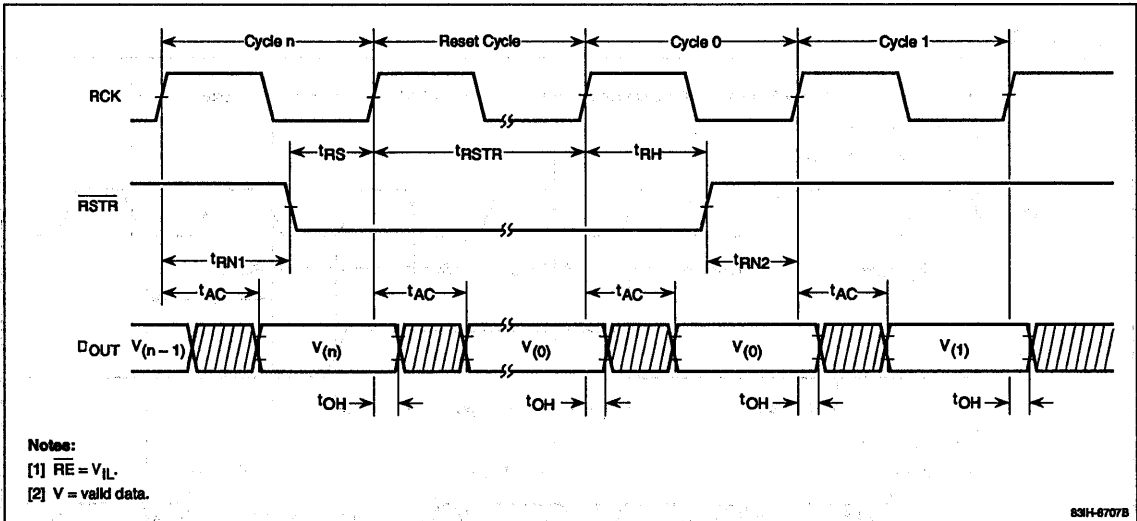 Cycle n Reset Cycle Cycle 0 Cycle 1
RCK
tRS tRSTR tRH
RSTR
tRN1 tRN2
tAC tAC tAC tAC
DOUT V(n – 1) V(n) V(0) V(0) V(1)
tOH tOH tOH tOH
Notes:
[1] RE = VIL.
[2] V = valid data.
83IH-6707B